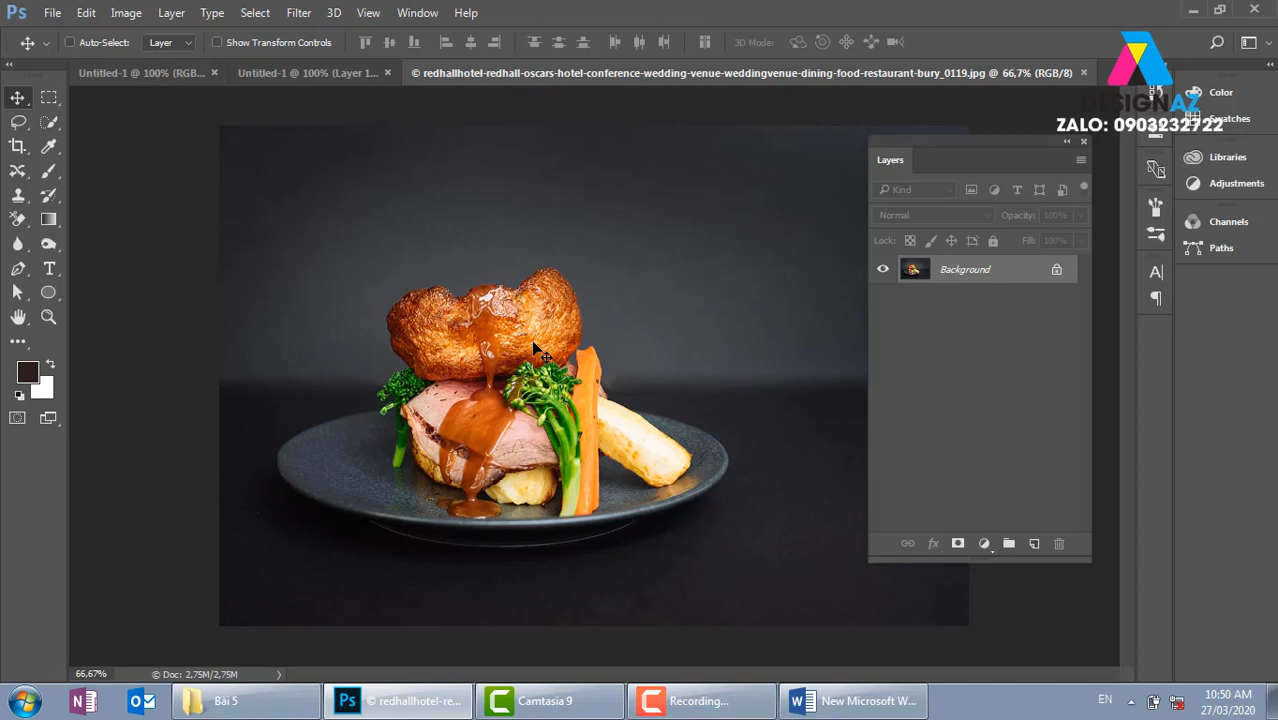 Ps File Edit Image Layer Type Select Filter 3D View Window Help
Auto-Select: Layer Show Transform Controls 3D Mode:
Untitled-1 @ 100% (RGB... × Untitled-1 @ 100% (Layer 1... × © redhallhotel-redhall-oscars-hotel-conference-wedding-venue-weddingvenue-dining-food-restaurant-bury_0119.jpg @ 66,7% (RGB/8) ×
DESIGNAZ
ZALO: 0903232722
Color
Swatches
Libraries
Adjustments
Channels
Paths
Layers
Kind
Normal Opacity: 100%
Lock: Fill: 100%
Background
fx
66,67% © Doc: 2,75M/2,75M
Bài 5
Ps © redhallhotel-re...
Camtasia 9
Recording...
New Microsoft W...
EN
10:50 AM
27/03/2020